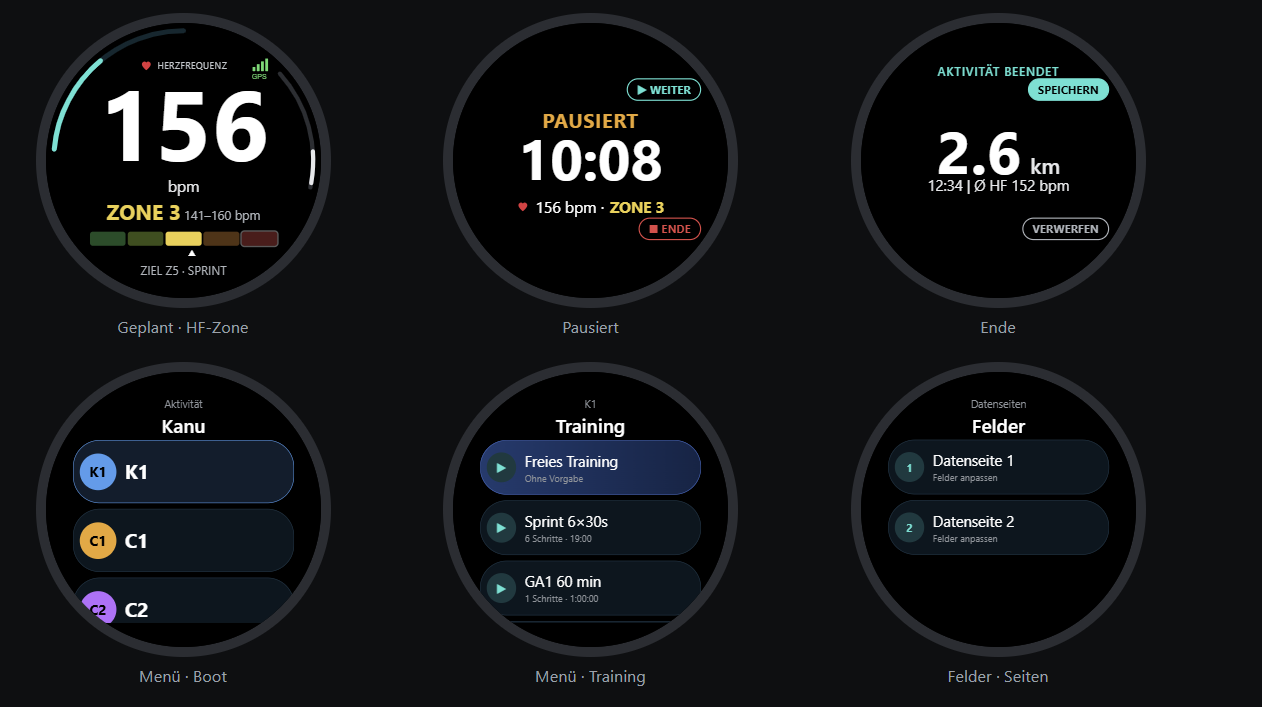 HERZFREQUENZ
GPS
156
bpm
ZONE 3 141–160 bpm
ZIEL Z5 · SPRINT
Geplant · HF-Zone
WEITER
PAUSIERT
10:08
156 bpm · ZONE 3
ENDE
Pausiert
AKTIVITÄT BEENDET
SPEICHERN
2.6 km
12:34 | Ø HF 152 bpm
VERWERFEN
Ende
Aktivität
Kanu
K1 K1
C1 C1
C2 C2
Menü · Boot
K1
Training
Freies Training
Ohne Vorgabe
Sprint 6×30s
6 Schritte · 19:00
GA1 60 min
1 Schritte · 1:00:00
Menü · Training
Datenseiten
Felder
1 Datenseite 1
Felder anpassen
2 Datenseite 2
Felder anpassen
Felder · Seiten